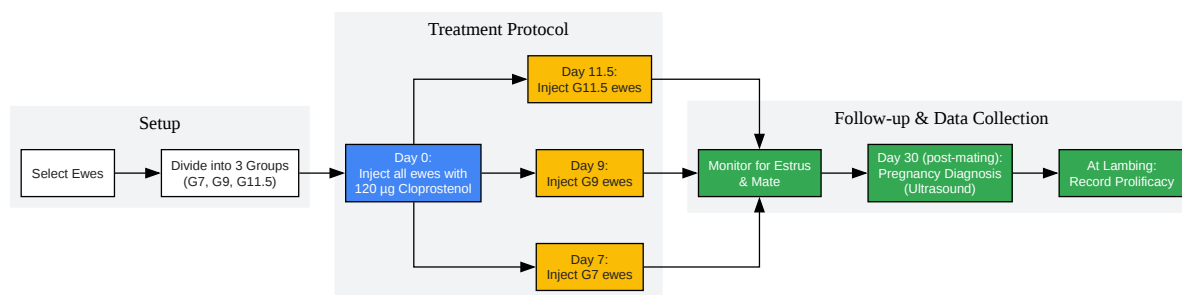 Setup
Select Ewes
Divide into 3 Groups
(G7, G9, G11.5)
Treatment Protocol
Day 0:
Inject all ewes with
120 µg Cloprostenol
Day 11.5:
Inject G11.5 ewes
Day 9:
Inject G9 ewes
Day 7:
Inject G7 ewes
Follow-up & Data Collection
Monitor for Estrus
& Mate
Day 30 (post-mating):
Pregnancy Diagnosis
(Ultrasound)
At Lambing:
Record Prolificacy